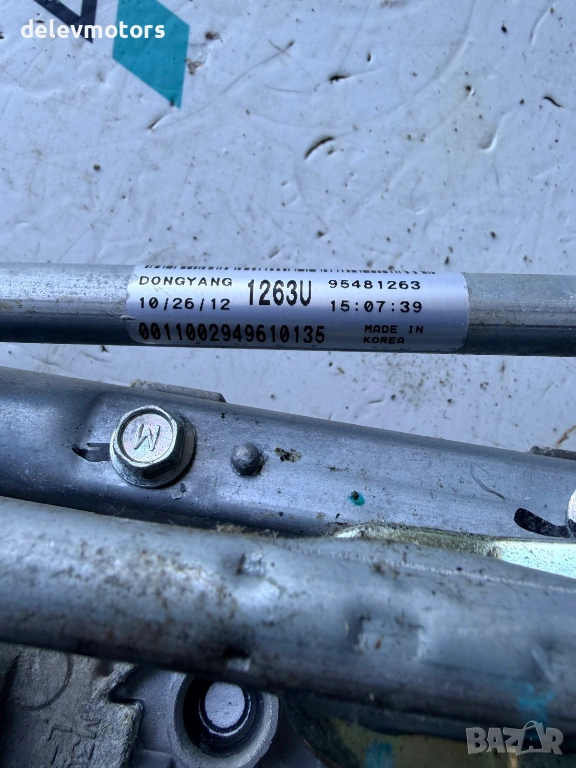 delevmotors
DONGYANG 1263U 95481263
10/26/12 15:07:39
0011002949610135 MADE IN
KOREA
M
BAZAR